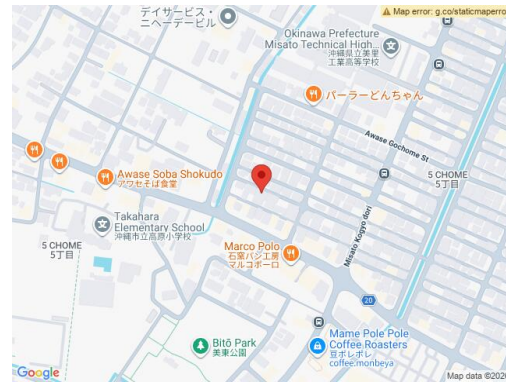 Map error: g.co/staticmaperro
デイサービス・
ニヘーデービル
Okinawa Prefecture
Misato Technical High...
沖縄県立美里
工業高等学校
パーラーどんちゃん
Awase Gochome St
Awase Soba Shokudo
アワセそば食堂
5 CHOME
5丁目
Takahara
Elementary School
沖縄市立高原小学校
5 CHOME
5丁目
Marco Polo
石窯パン工房
マルコポーロ
Misato Kogyo dori
20
Bitō Park
美東公園
Mame Pole Pole
Coffee Roasters
豆ポレポレ
coffee.monbeya
Google
Map data ©2026